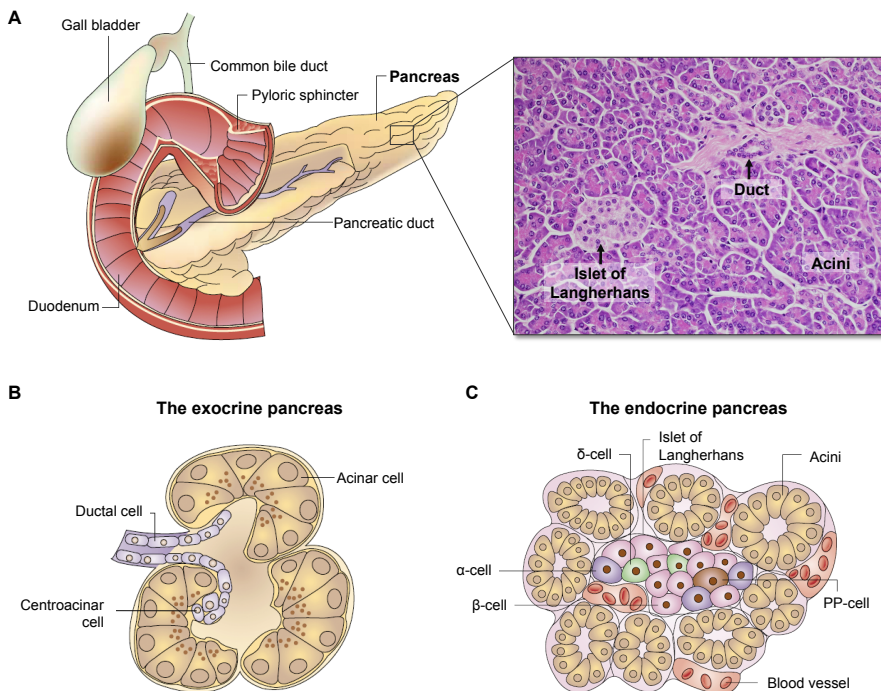 A
Gall bladder
Common bile duct
Pancreas
Pyloric sphincter
Pancreatic duct
Duodenum
Duct
Islet of
Langherhans
Acini
B
The exocrine pancreas
Acinar cell
Ductal cell
Centroacinar
cell
C
The endocrine pancreas
Islet of
Langherhans
δ-cell
Acini
α-cell
β-cell
PP-cell
Blood vessel